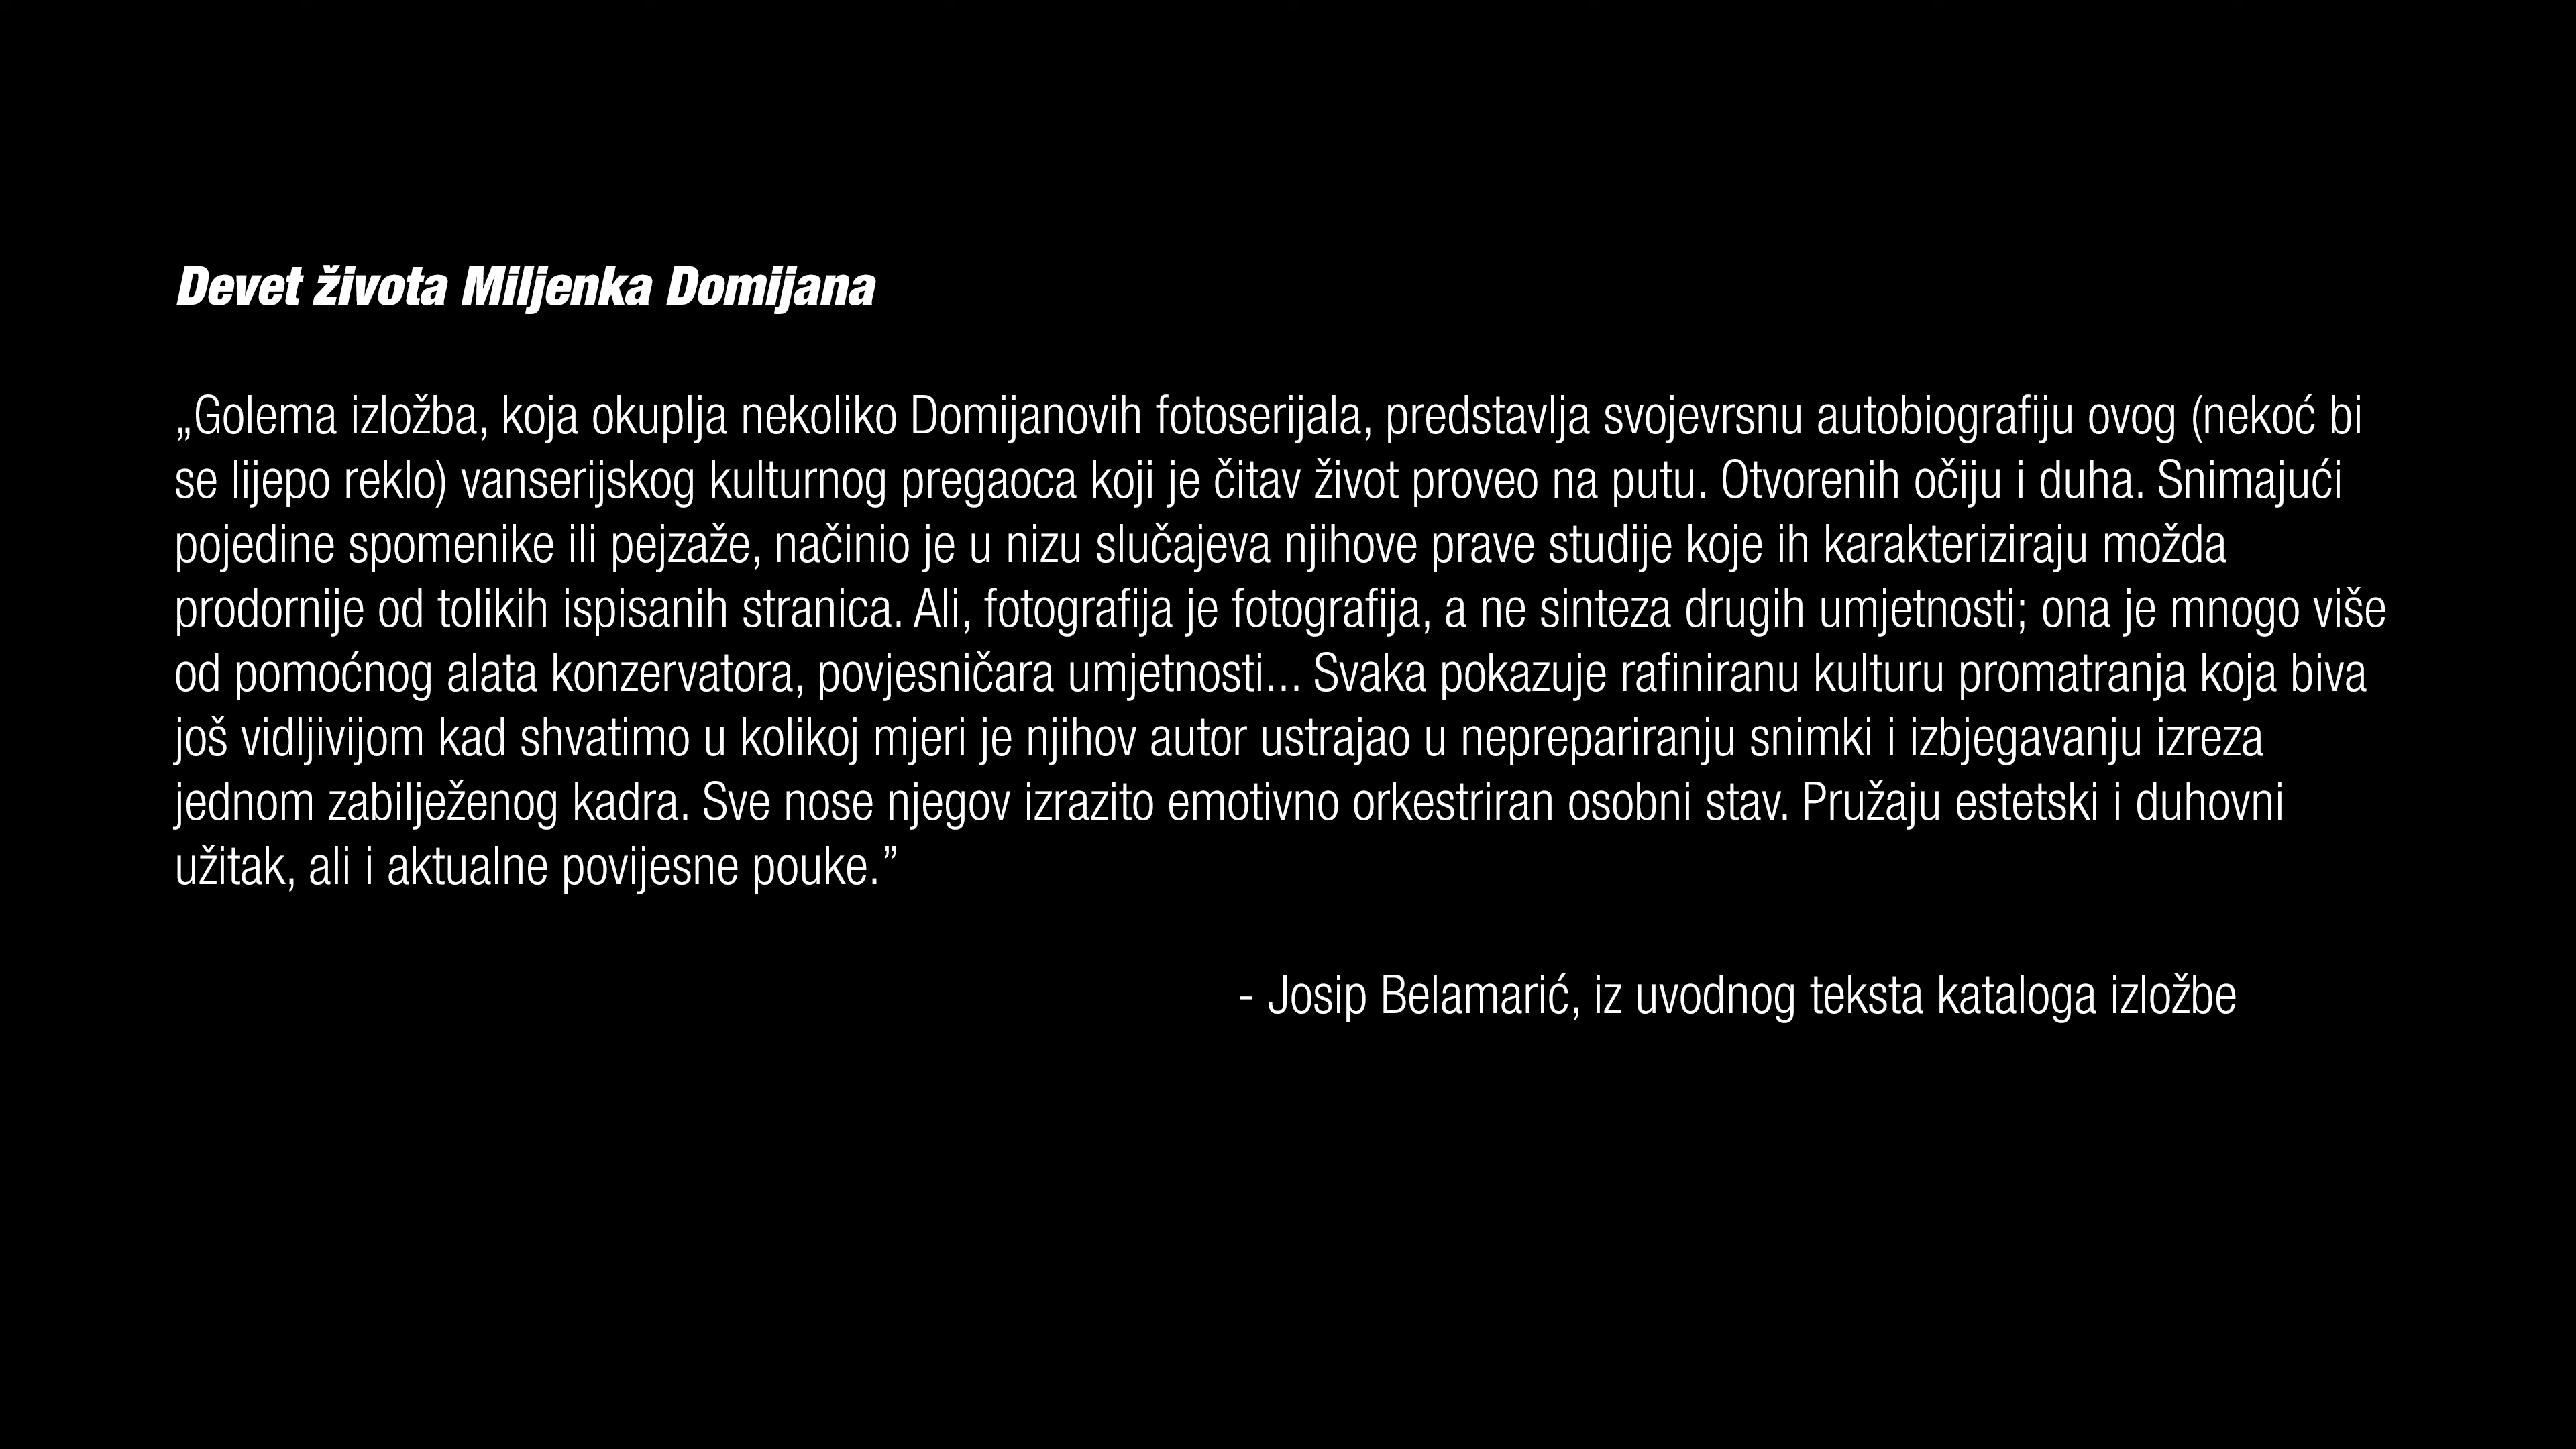 Devet života Miljenka Domijana
„Golema izložba, koja okuplja nekoliko Domijanovih fotoserijala, predstavlja svojevrsnu autobiografiju ovog (nekoć bi
se lijepo reklo) vanserijskog kulturnog pregaoca koji je čitav život proveo na putu. Otvorenih očiju i duha. Snimajući
pojedine spomenike ili pejzaže, načinio je u nizu slučajeva njihove prave studije koje ih karakteriziraju možda
prodornije od tolikih ispisanih stranica. Ali, fotografija je fotografija, a ne sinteza drugih umjetnosti; ona je mnogo više
od pomoćnog alata konzervatora, povjesničara umjetnosti... Svaka pokazuje rafiniranu kulturu promatranja koja biva
još vidljivijom kad shvatimo u kolikoj mjeri je njihov autor ustrajao u neprepariranju snimki i izbjegavanju izreza
jednom zabilježenog kadra. Sve nose njegov izrazito emotivno orkestriran osobni stav. Pružaju estetski i duhovni
užitak, ali i aktualne povijesne pouke.”
- Josip Belamarić, iz uvodnog teksta kataloga izložbe